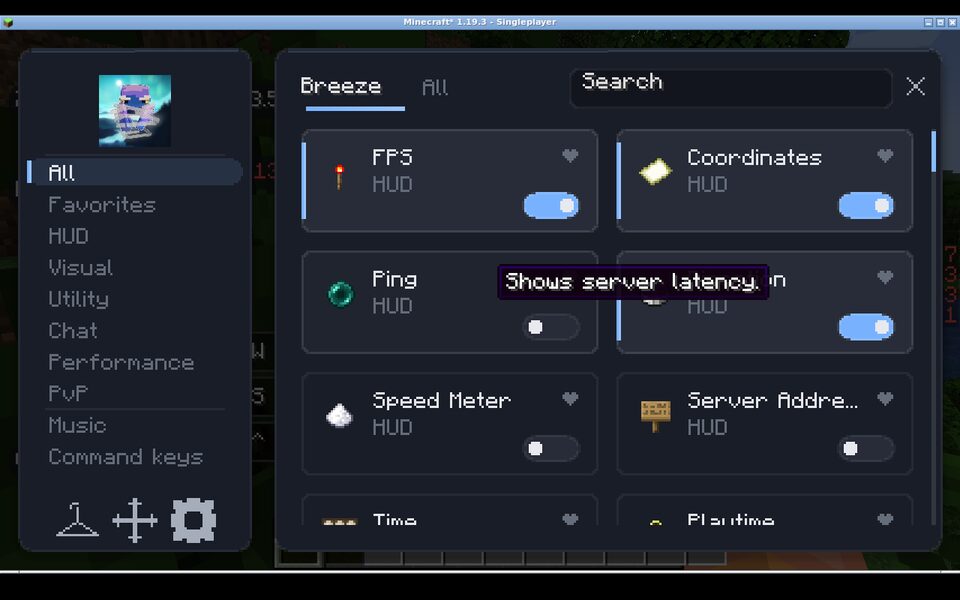 Minecraft* 1.19.3 - Singleplayer
Breeze All Search
All
Favorites
HUD
Visual
Utility
Chat
Performance
PvP
Music
Command keys
FPS
HUD
Coordinates
HUD
Ping
HUD
Shows server latency.
HUD
Speed Meter
HUD
Server Addre...
HUD
Time
Playtime